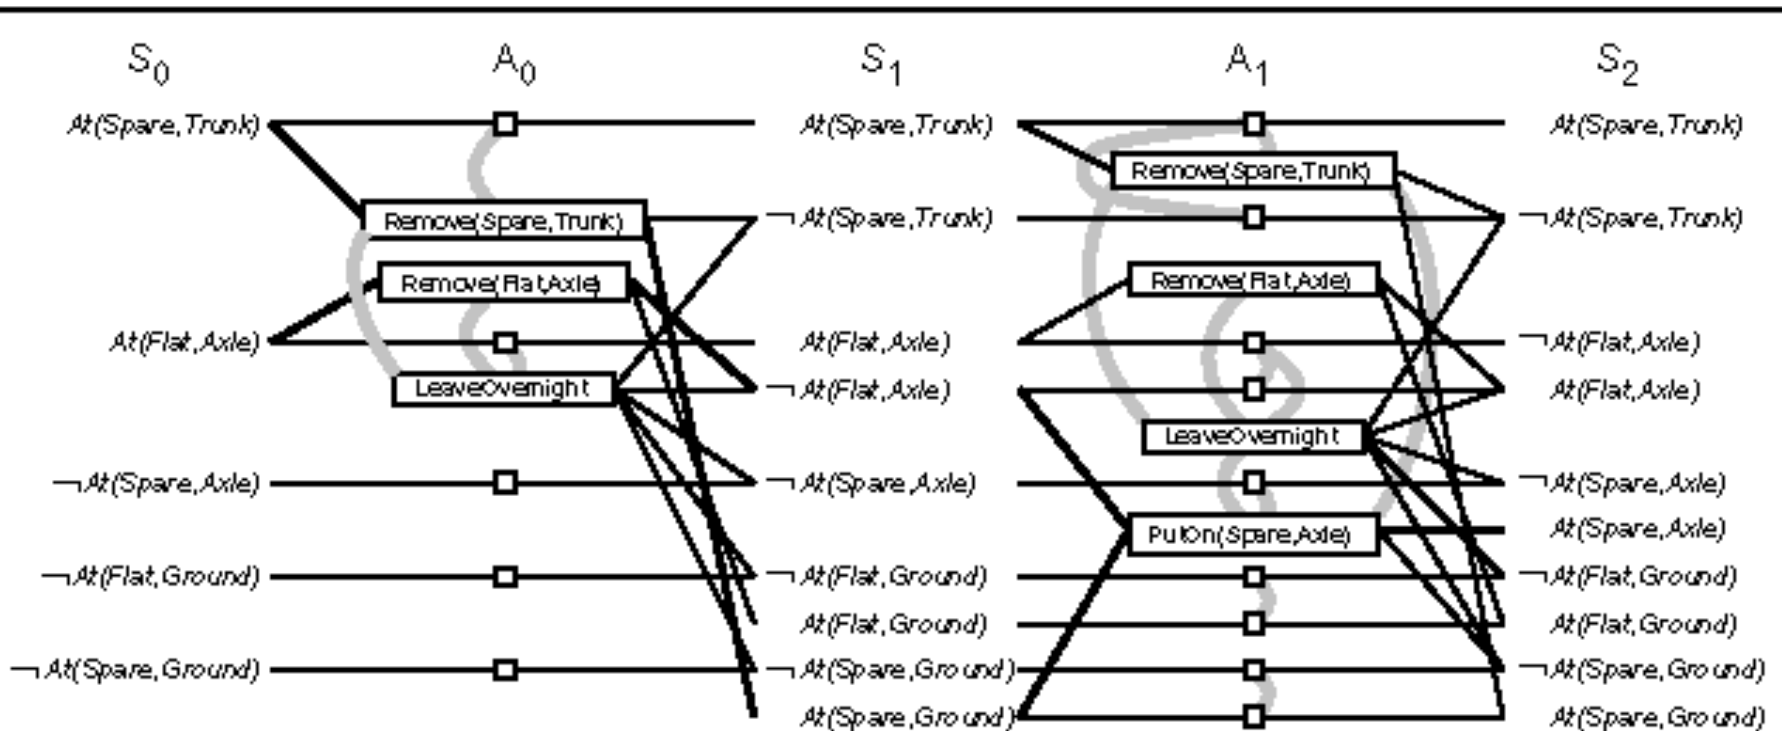 S0 A0 S1 A1 S2
At(Spare,Trunk) At(Spare,Trunk) At(Spare,Trunk)
Remove(Spare,Trunk)
Remove(Spare,Trunk) ¬At(Spare,Trunk) ¬At(Spare,Trunk)
Remove(Flat,Axle) Remove(Flat,Axle)
At(Flat,Axle) At(Flat,Axle) ¬At(Flat,Axle)
LeaveOvernight ¬At(Flat,Axle) At(Flat,Axle)
LeaveOvernight
¬At(Spare,Axle) ¬At(Spare,Axle) ¬At(Spare,Axle)
PutOn(Spare,Axle) At(Spare,Axle)
¬At(Flat,Ground) ¬At(Flat,Ground) ¬At(Flat,Ground)
At(Flat,Ground) At(Flat,Ground)
¬At(Spare,Ground) ¬At(Spare,Ground) ¬At(Spare,Ground)
At(Spare,Ground) At(Spare,Ground)